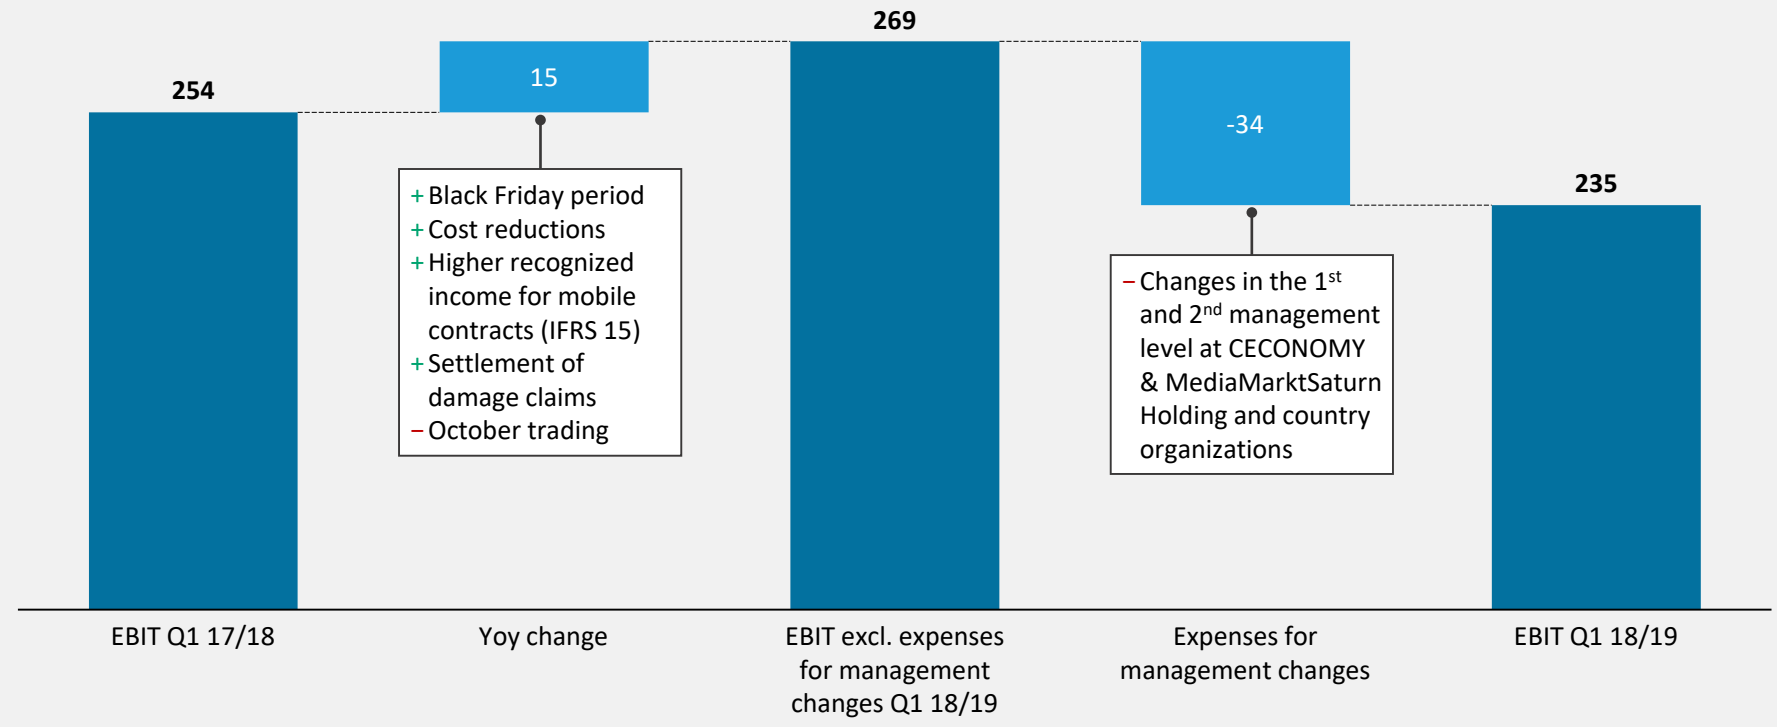 269
254
15
-34
235
+ Black Friday period
+ Cost reductions
+ Higher recognized
income for mobile
contracts (IFRS 15)
+ Settlement of
damage claims
− October trading
− Changes in the 1st
and 2nd management
level at CECONOMY
& MediaMarktSaturn
Holding and country
organizations
EBIT Q1 17/18
Yoy change
EBIT excl. expenses
for management
changes Q1 18/19
Expenses for
management changes
EBIT Q1 18/19